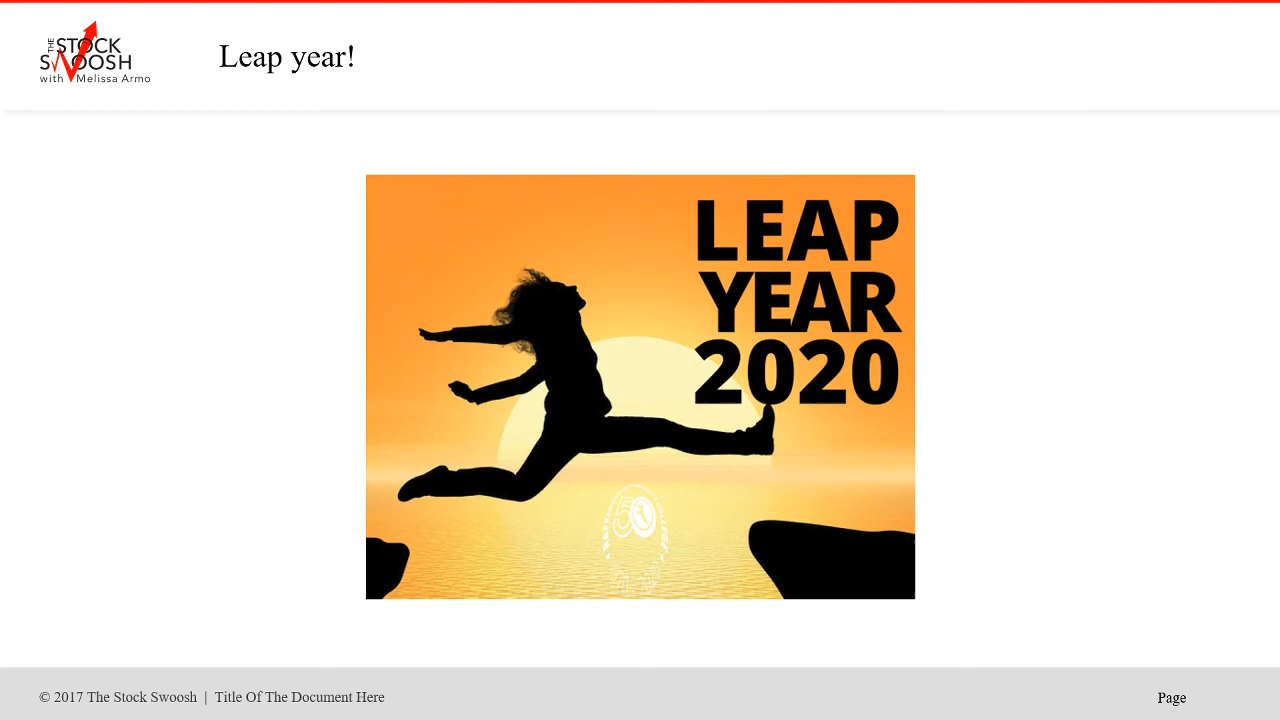 THE
STOCK
SWOOSH
with Melissa Armo
Leap year!
LEAP
YEAR
2020
50
© 2017 The Stock Swoosh | Title Of The Document Here
Page